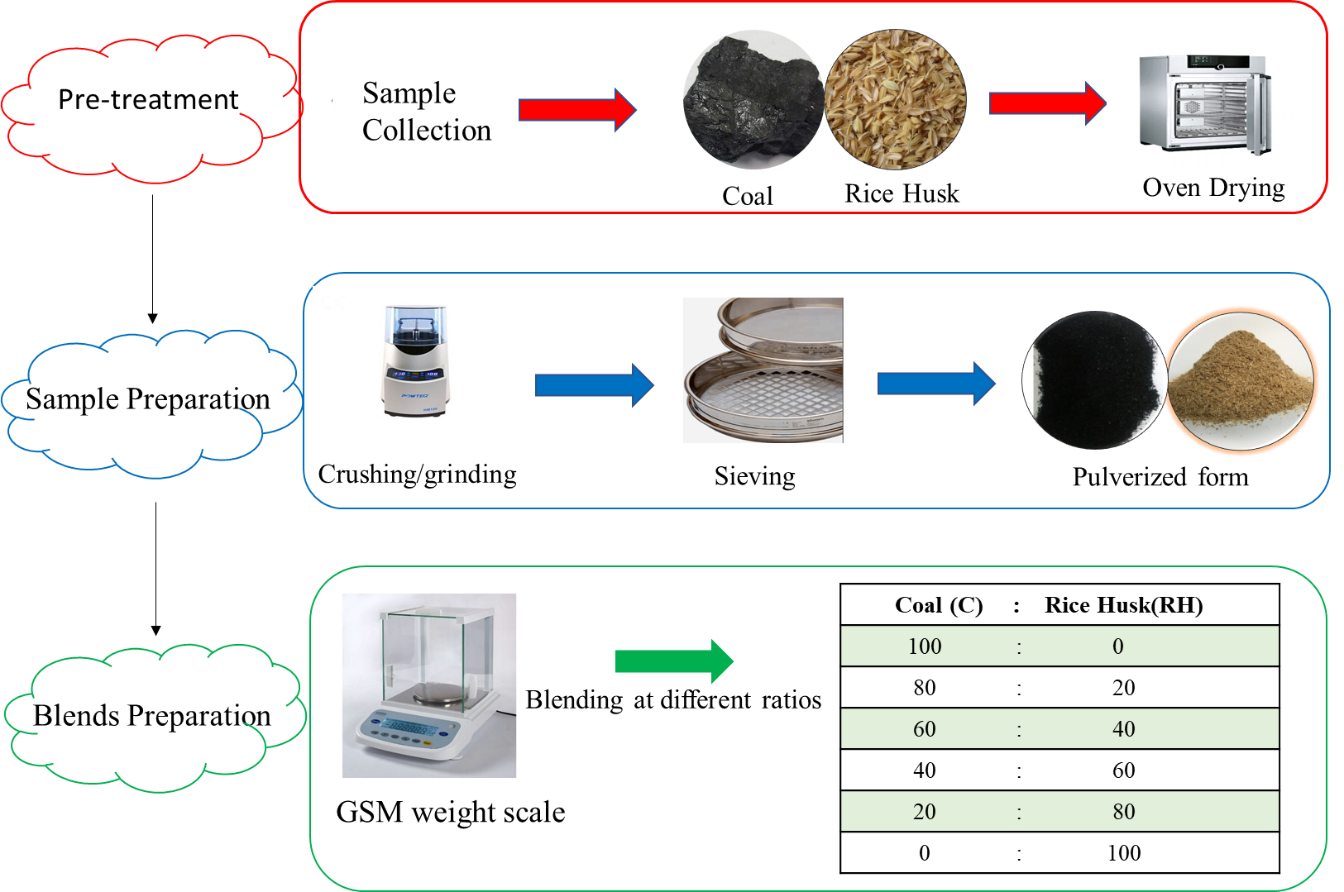 Pre-treatment
Sample
Collection
Coal
Rice Husk
Oven Drying
Sample Preparation
Crushing/grinding
Sieving
Pulverized form
Blends Preparation
GSM weight scale
Blending at different ratios
Coal (C) : Rice Husk(RH)
100 : 0
80 : 20
60 : 40
40 : 60
20 : 80
0 : 100